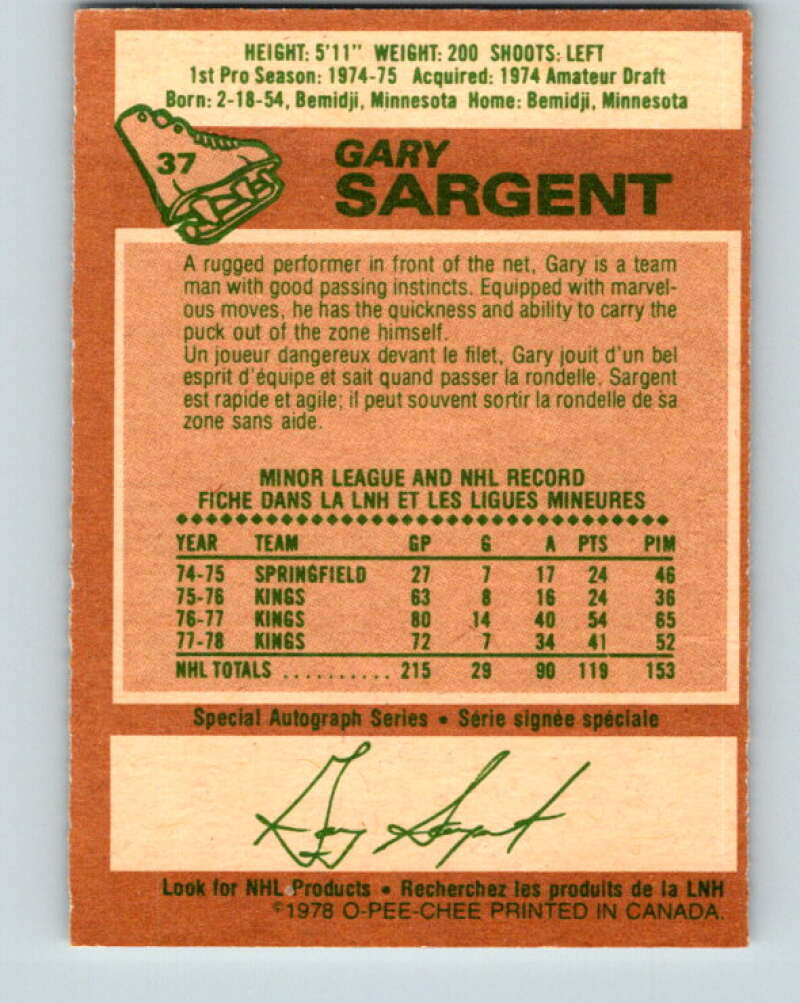 HEIGHT: 5'11" WEIGHT: 200 SHOOTS: LEFT
1st Pro Season: 1974-75 Acquired: 1974 Amateur Draft
Born: 2-18-54, Bemidji, Minnesota Home: Bemidji, Minnesota
37
GARY
SARGENT
A rugged performer in front of the net, Gary is a team
man with good passing instincts. Equipped with marvel-
ous moves, he has the quickness and ability to carry the
puck out of the zone himself.
Un joueur dangereux devant le filet, Gary jouit d'un bel
esprit d'équipe et sait quand passer la rondelle. Sargent
est rapide et agile; il peut souvent sortir la rondelle de sa
zone sans aide.
MINOR LEAGUE AND NHL RECORD
FICHE DANS LA LNH ET LES LIGUES MINEURES
YEAR TEAM GP G A PTS PIM
74-75 SPRINGFIELD 27 7 17 24 46
75-76 KINGS 63 8 16 24 36
76-77 KINGS 80 14 40 54 65
77-78 KINGS 72 7 34 41 52
NHL TOTALS .......... 215 29 90 119 153
Special Autograph Series • Série signée spéciale
Gary Sargent
Look for NHL Products • Recherchez les produits de la LNH
©1978 O-PEE-CHEE PRINTED IN CANADA.